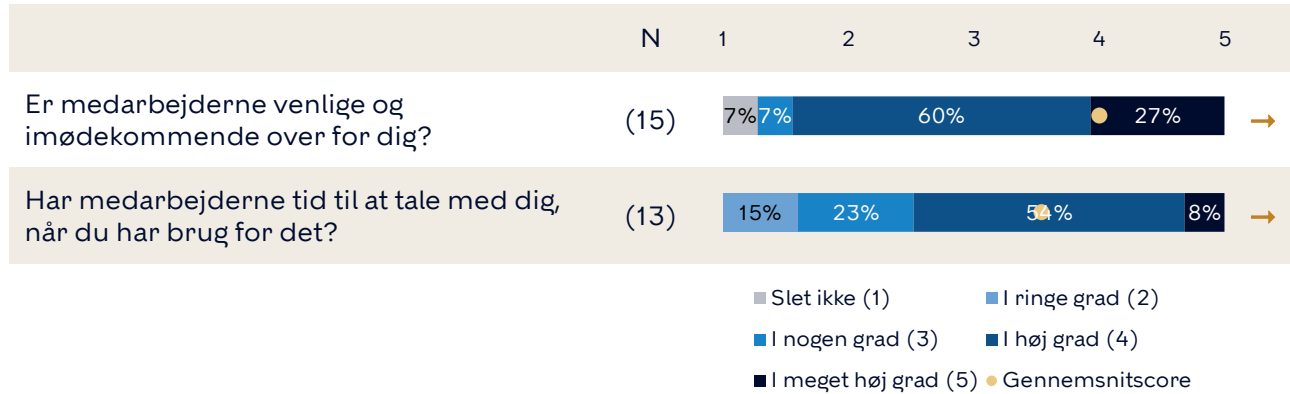 N 1 2 3 4 5
Er medarbejderne venlige og
imødekommende over for dig?
(15) 7% 7% 60% 27% →
Har medarbejderne tid til at tale med dig,
når du har brug for det?
(13) 15% 23% 54% 8% →
Slet ikke (1) I ringe grad (2)
I nogen grad (3) I høj grad (4)
I meget høj grad (5) Gennemsnitscore